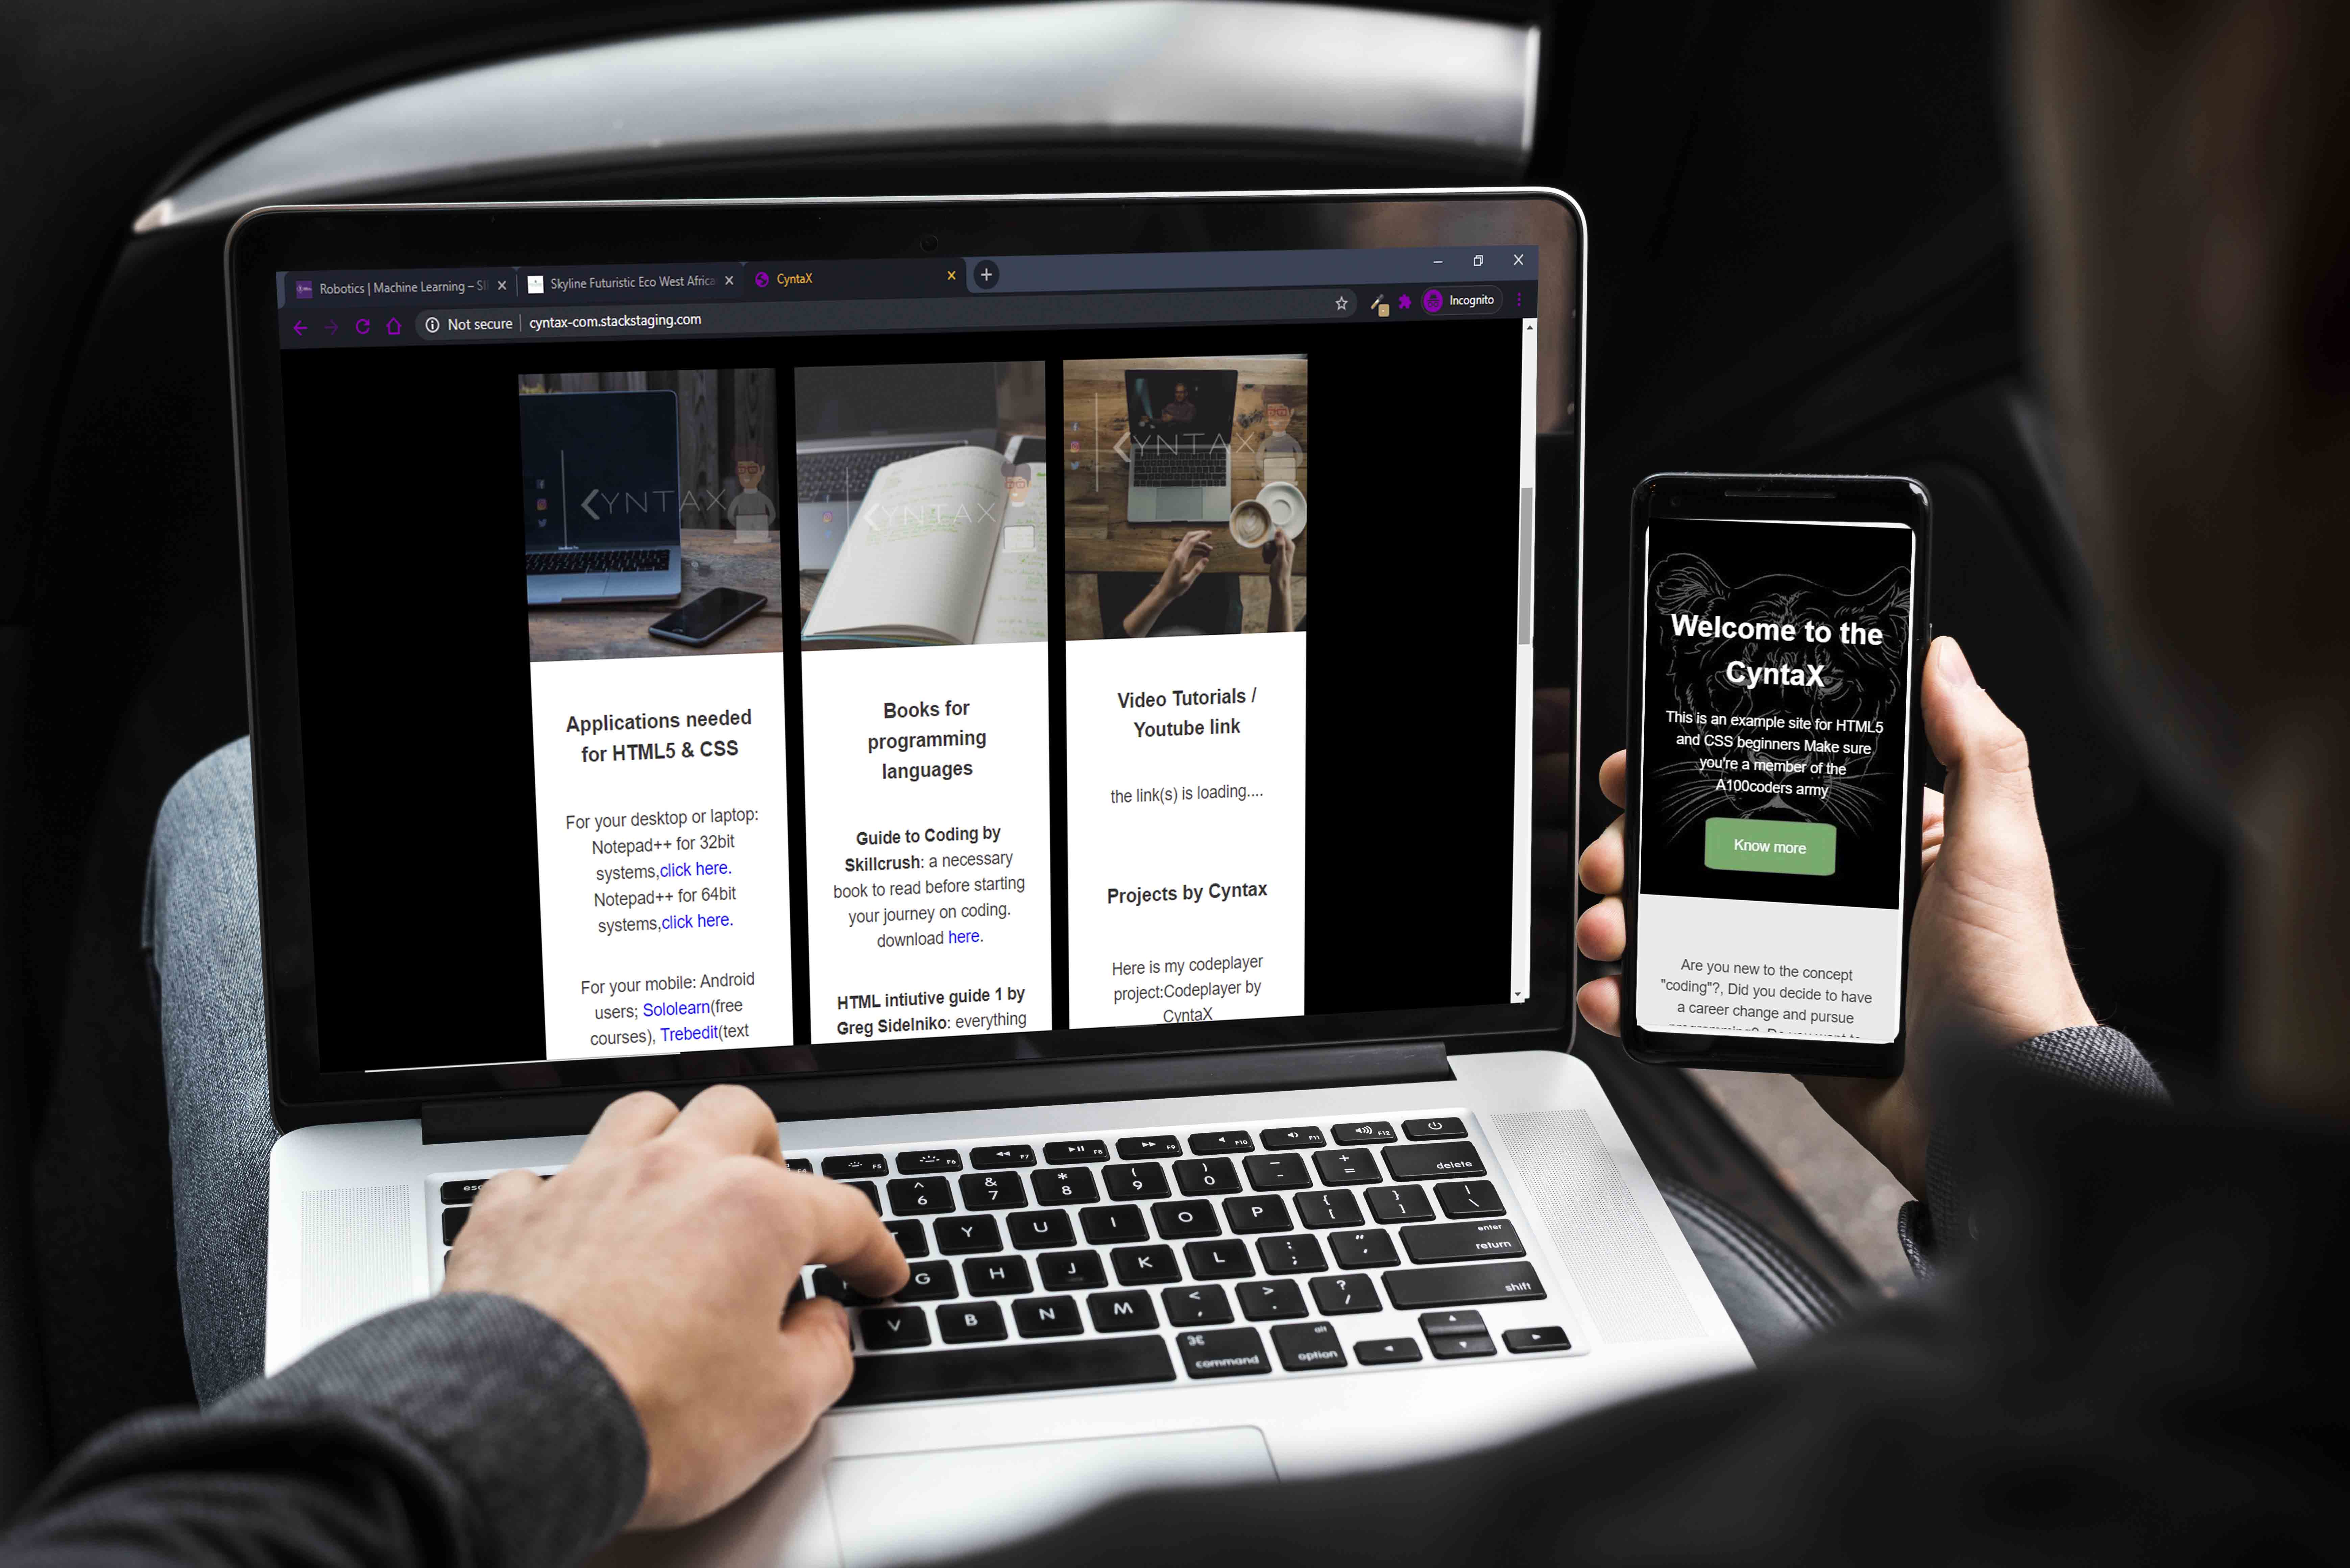 Robotics | Machine Learning – SI
Skyline Futuristic Eco West Africa
CyntaX
Not secure
cyntax-com.stackstaging.com
Incognito
YNTAX
YNTAX
YNTAX
Applications needed
for HTML5 & CSS
For your desktop or laptop:
Notepad++ for 32bit
systems,click here.
Notepad++ for 64bit
systems,click here.
For your mobile: Android
users; Sololearn(free
courses), Trebedit(text
Books for
programming
languages
Guide to Coding by
Skillcrush: a necessary
book to read before starting
your journey on coding.
download here.
HTML intiutive guide 1 by
Greg Sidelniko: everything
Video Tutorials /
Youtube link
the link(s) is loading....
Projects by Cyntax
Here is my codeplayer
project:Codeplayer by
CyntaX
Welcome to the
CyntaX
This is an example site for HTML5
and CSS beginners Make sure
you're a member of the
A100coders army
Know more
Are you new to the concept
"coding"?, Did you decide to have
a career change and pursue
esc F5 F6 F7 F8 F9 F10 F11 F12
^ & * ( ) – +
6 7 8 9 0 - = delete
Y U I O P { [ } ] | \
G H J K L : ; " ' enter return
V B N M < , > . ? / shift
⌘ command alt option